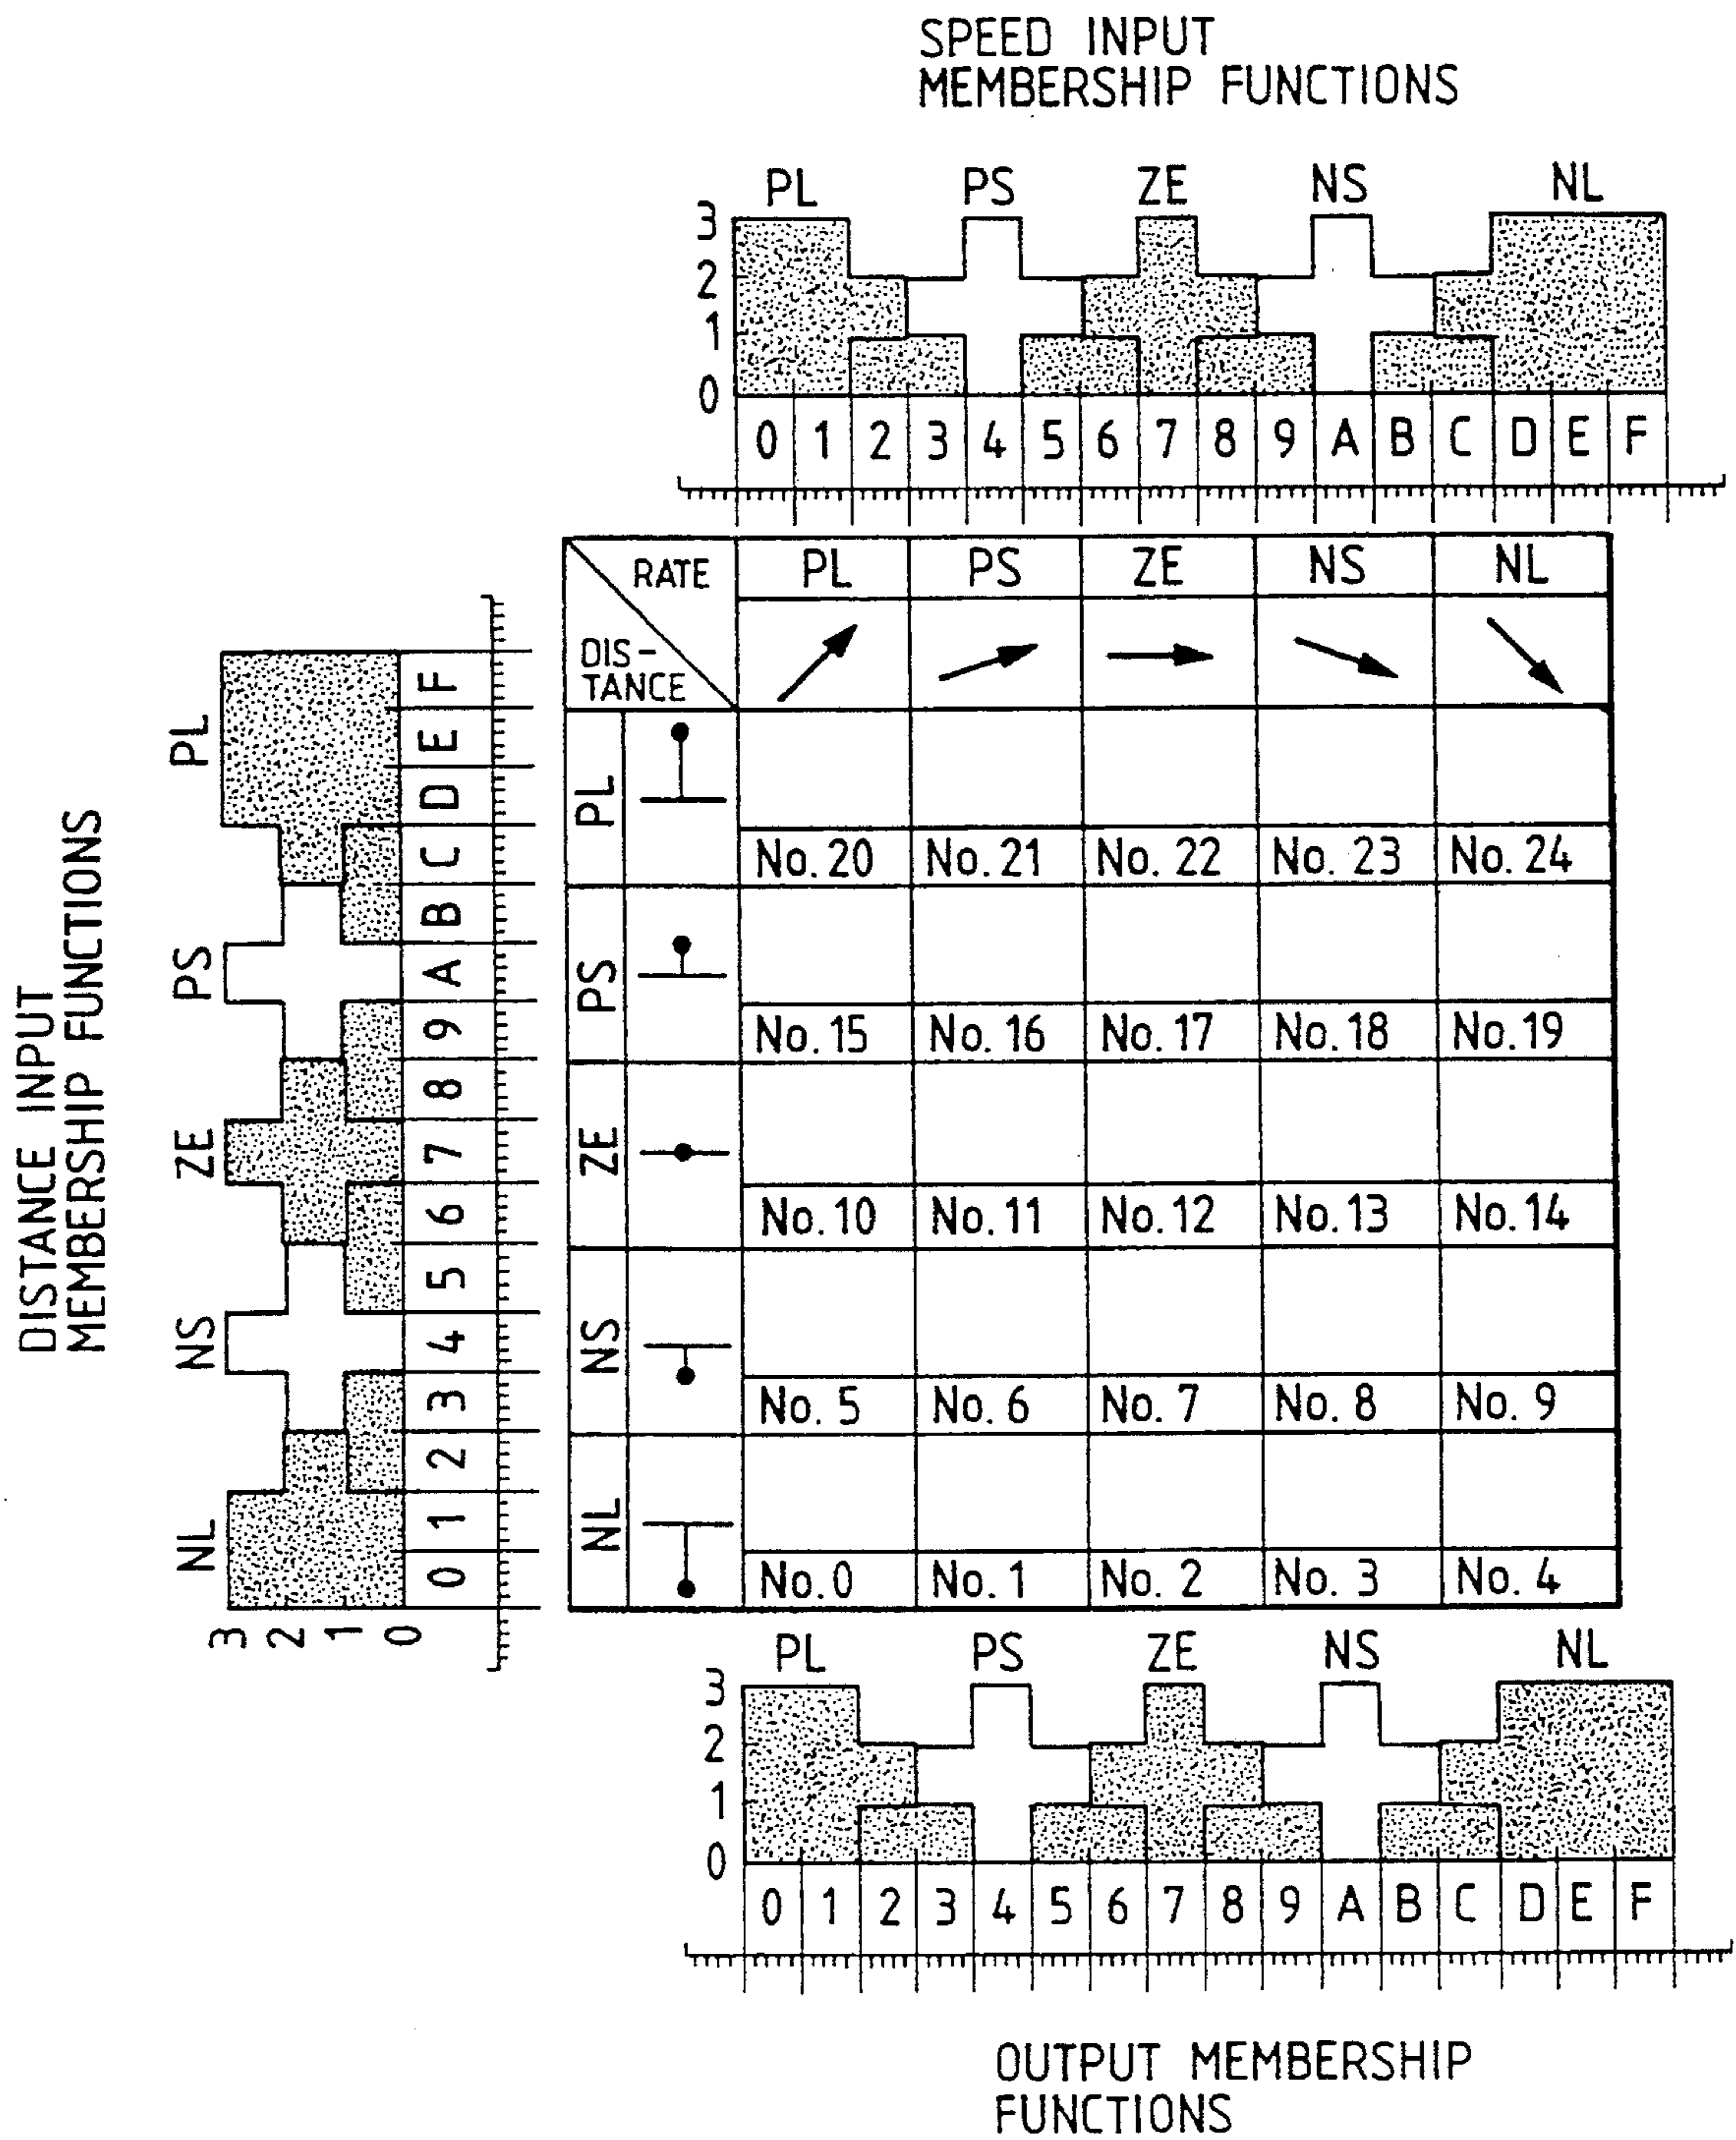 SPEED INPUT
MEMBERSHIP FUNCTIONS
PL PS ZE NS NL
3
2
1
0
0 1 2 3 4 5 6 7 8 9 A B C D E F
RATE PL PS ZE NS NL
DIS-
TANCE
DISTANCE INPUT
MEMBERSHIP FUNCTIONS
PL
PS
ZE
NS
NL
F
E
D
C
B
A
9
8
7
6
5
4
3
2
1
0
3 2 1 0
PL
No. 20 No. 21 No. 22 No. 23 No. 24
PS
No. 15 No. 16 No. 17 No. 18 No. 19
ZE
No. 10 No. 11 No. 12 No. 13 No. 14
NS
No. 5 No. 6 No. 7 No. 8 No. 9
NL
No. 0 No. 1 No. 2 No. 3 No. 4
PL PS ZE NS NL
3
2
1
0
0 1 2 3 4 5 6 7 8 9 A B C D E F
OUTPUT MEMBERSHIP
FUNCTIONS